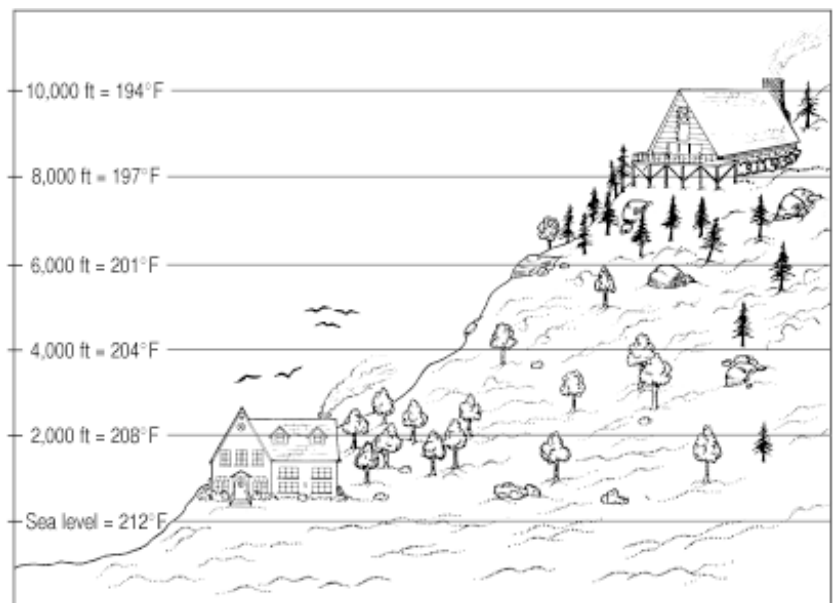 10,000 ft = 194°F
8,000 ft = 197°F
6,000 ft = 201°F
4,000 ft = 204°F
2,000 ft = 208°F
Sea level = 212°F